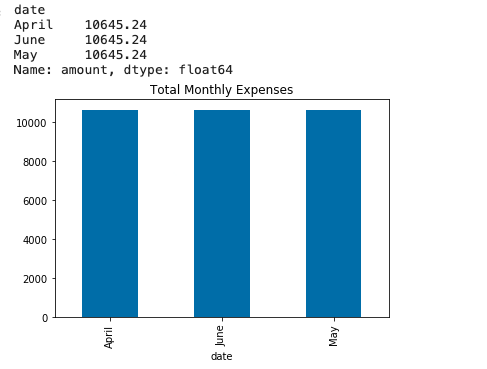 date
April    10645.24
June     10645.24
May      10645.24
Name: amount, dtype: float64
Total Monthly Expenses
10000
8000
6000
4000
2000
0
April
June
May
date